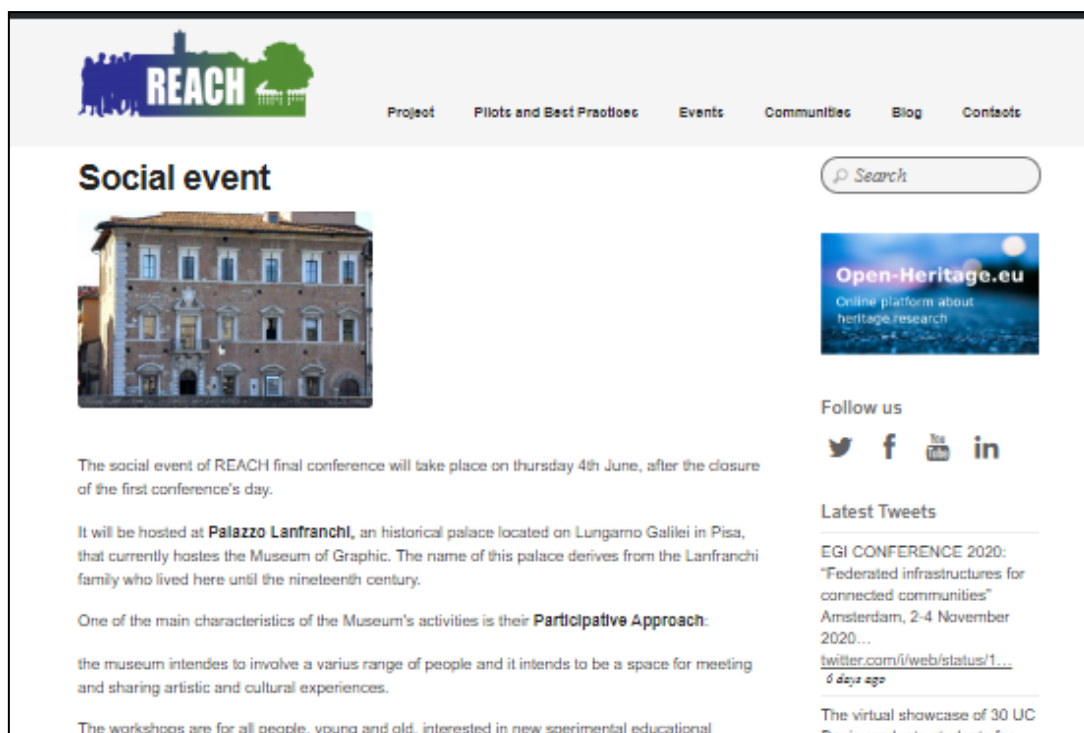 REACH
Project Pilots and Best Practices Events Communities Blog Contacts
Social event
The social event of REACH final conference will take place on thursday 4th June, after the closure
of the first conference's day.
It will be hosted at Palazzo Lanfranchi, an historical palace located on Lungarno Galilei in Pisa,
that currently hostes the Museum of Graphic. The name of this palace derives from the Lanfranchi
family who lived here until the nineteenth century.
One of the main characteristics of the Museum's activities is their Participative Approach:
the museum intendes to involve a varius range of people and it intends to be a space for meeting
and sharing artistic and cultural experiences.
The workshops are for all people, young and old, interested in new sperimental educational
Search
Open-Heritage.eu
Online platform about
heritage research
Follow us
You
Tube
in
Latest Tweets
EGI CONFERENCE 2020:
“Federated infrastructures for
connected communities”
Amsterdam, 2-4 November
2020…
twitter.com/i/web/status/1…
6 days ago
The virtual showcase of 30 UC